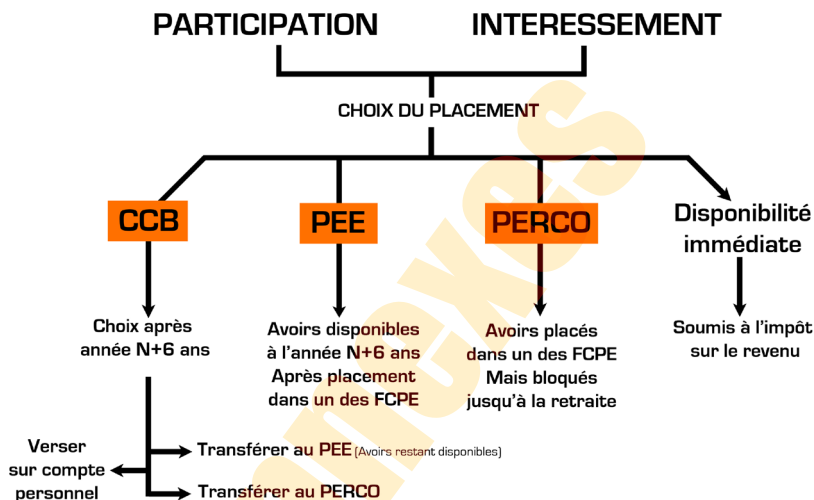 PARTICIPATION INTERESSEMENT
CHOIX DU PLACEMENT
CCB
PEE
PERCO
Disponibilité
immédiate
Choix après
année N+6 ans
Avoirs disponibles
à l'année N+6 ans
Après placement
dans un des FCPE
Avoirs placés
dans un des FCPE
Mais bloqués
jusqu'à la retraite
Soumis à l'impôt
sur le revenu
Verser
sur compte
personnel
Transférer au PEE (Avoirs restant disponibles)
Transférer au PERCO
nnexes